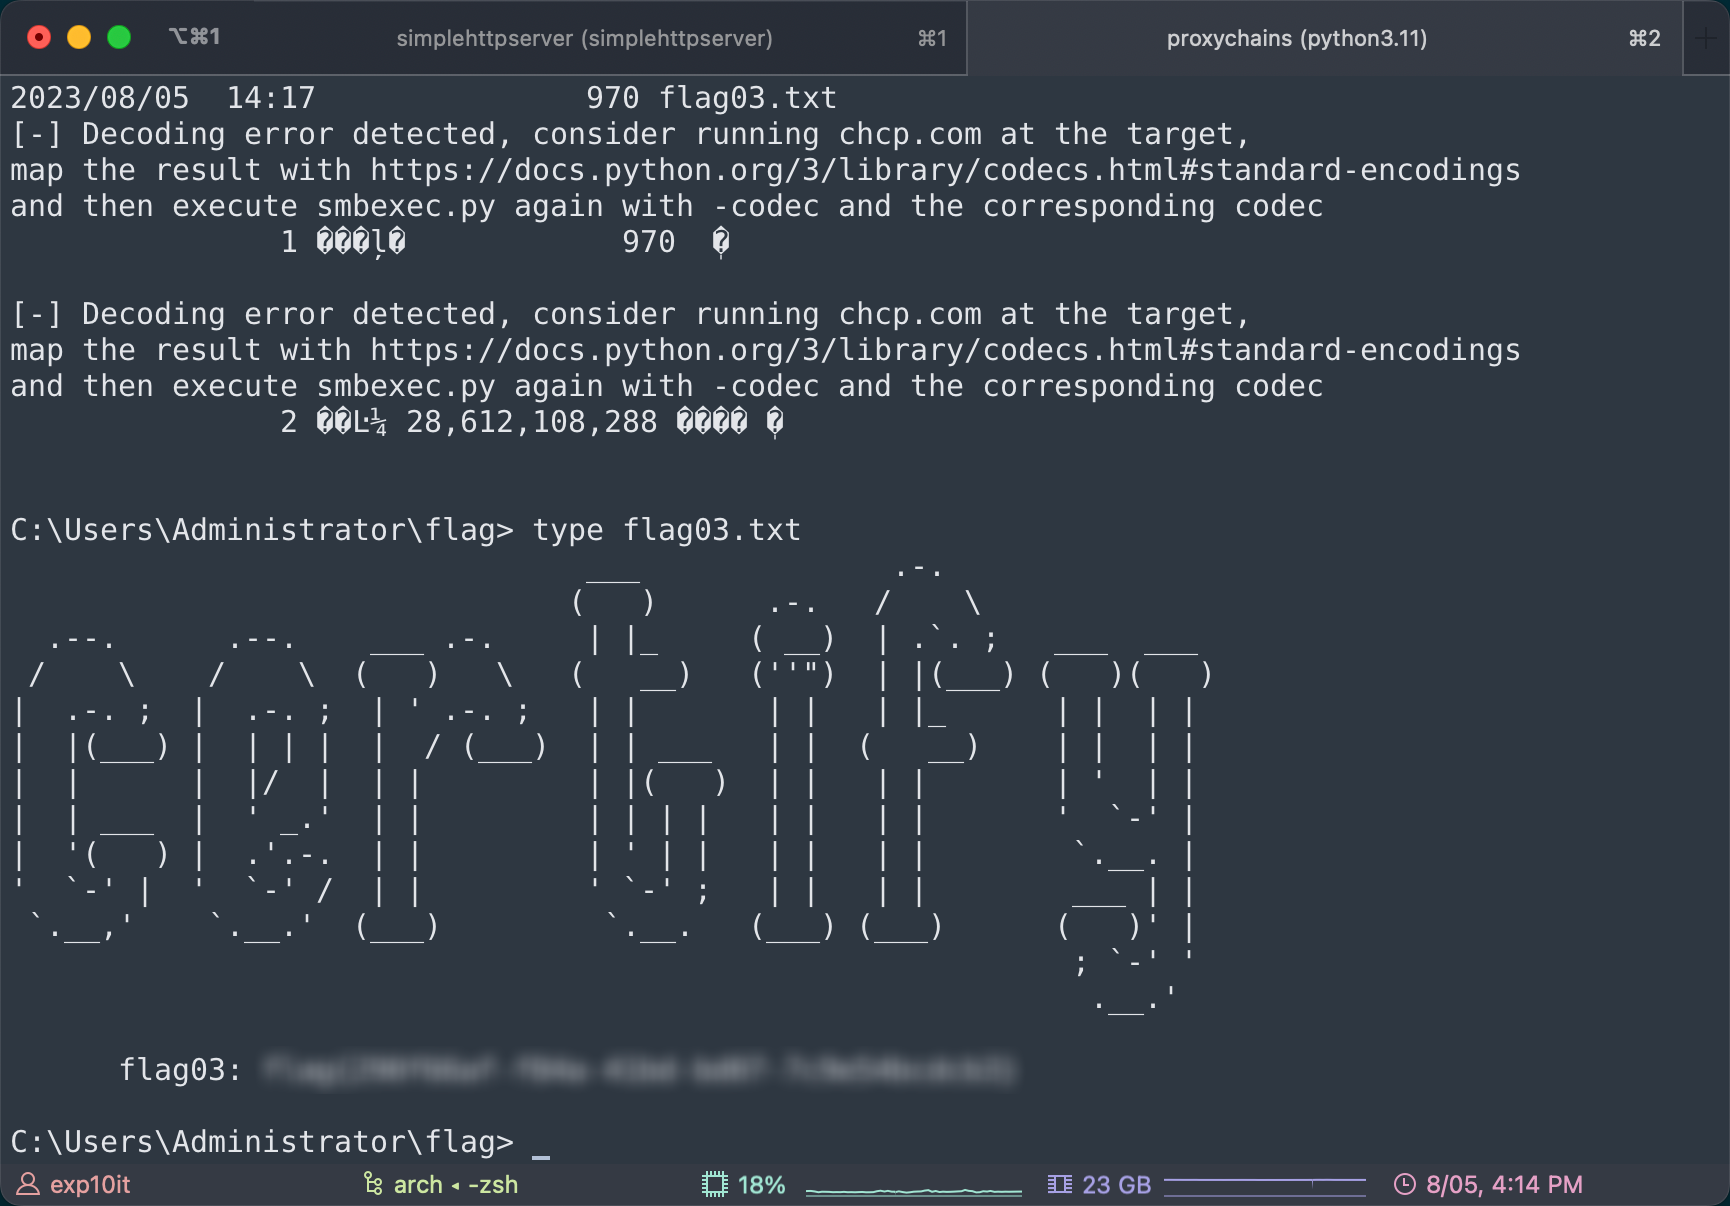 ⌥⌘1 simplehttpserver (simplehttpserver) ⌘1 proxychains (python3.11) ⌘2
2023/08/05  14:17               970 flag03.txt
[-] Decoding error detected, consider running chcp.com at the target,
map the result with https://docs.python.org/3/library/codecs.html#standard-encodings
and then execute smbexec.py again with -codec and the corresponding codec
               1 ���ļ�            970  �
[-] Decoding error detected, consider running chcp.com at the target,
map the result with https://docs.python.org/3/library/codecs.html#standard-encodings
and then execute smbexec.py again with -codec and the corresponding codec
               2 ��Ŀ¼ 28,612,108,288 ���� �
C:\Users\Administrator\flag> type flag03.txt
certify
flag03:
C:\Users\Administrator\flag>
exp10it arch ◂ -zsh 18% 23 GB 8/05, 4:14 PM